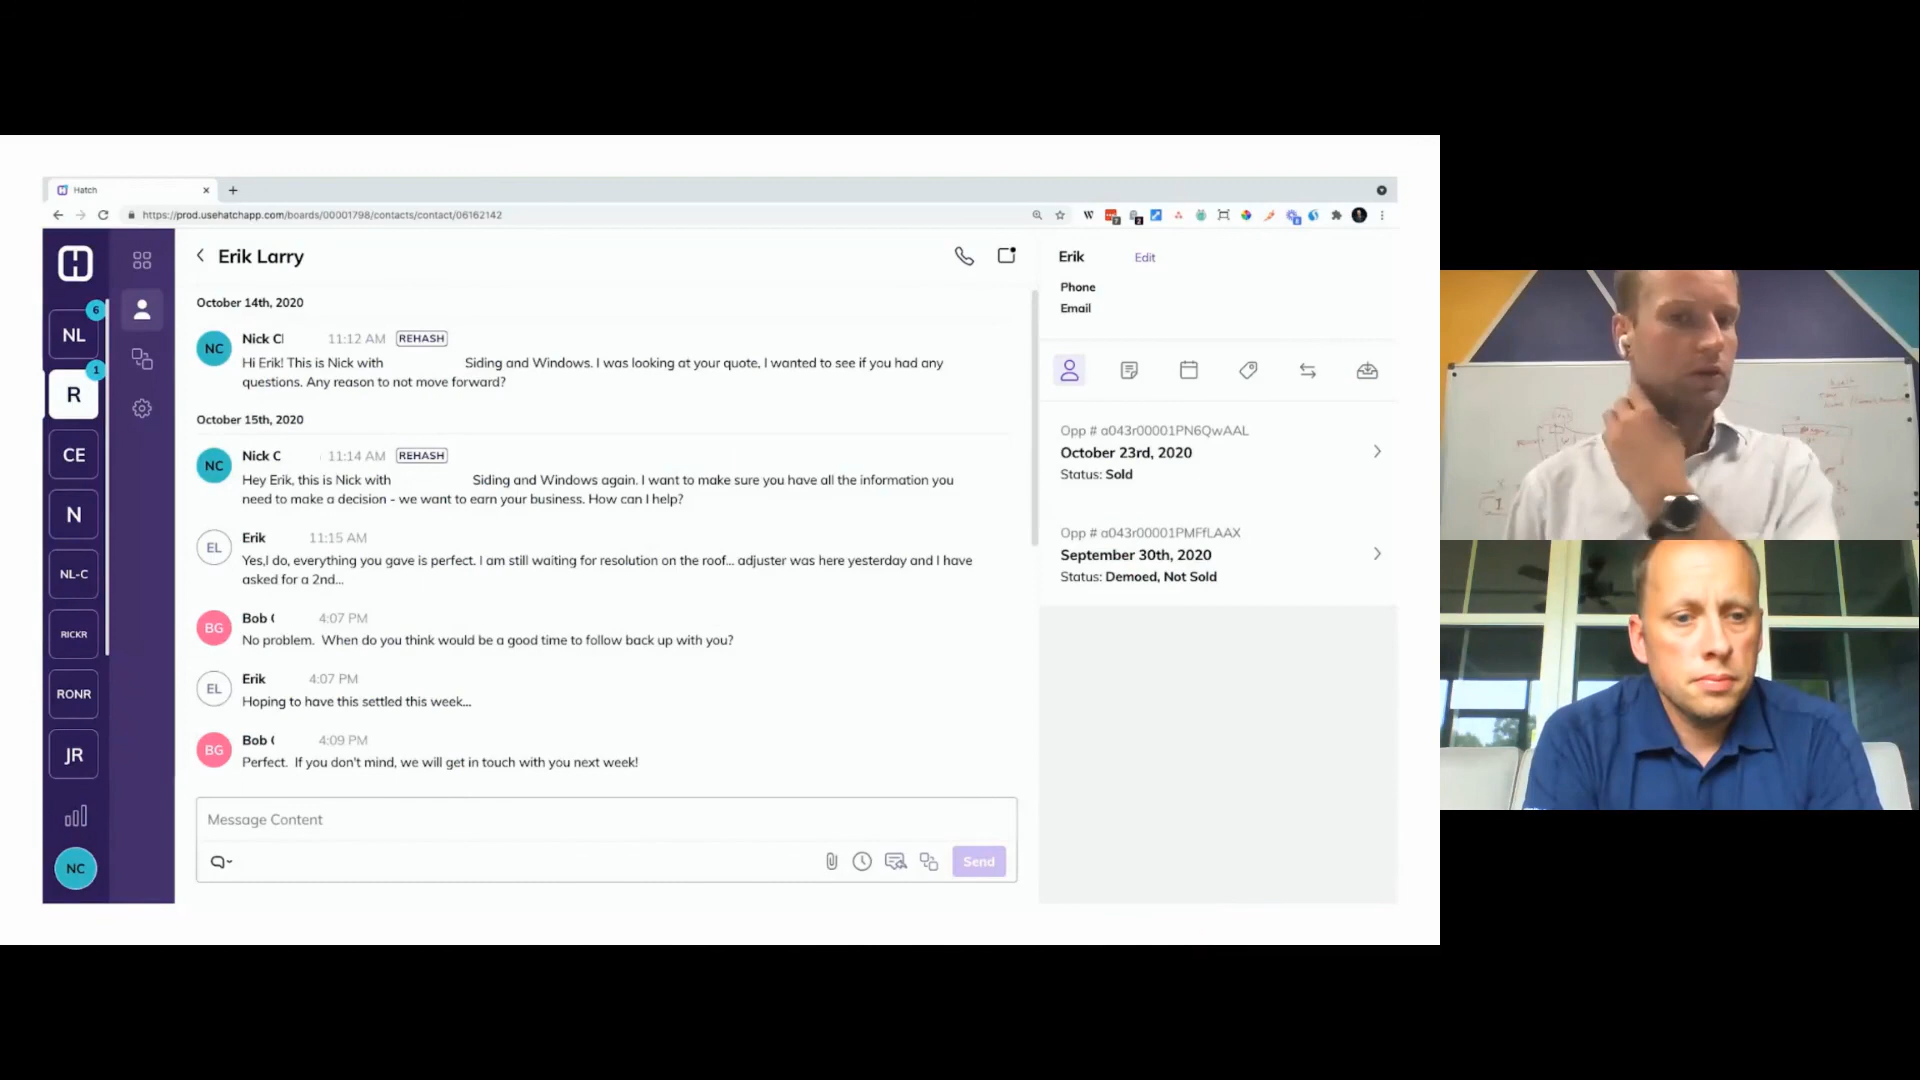 Hatch
https://prod.usehatchapp.com/boards/00001798/contacts/contact/06162142
Erik Larry
Erik Edit
Phone
Email
6
NL
1
R
CE
N
NL-C
RICKR
RONR
JR
NC
October 14th, 2020
NC
Nick Cl 11:12 AM REHASH
Hi Erik! This is Nick with Siding and Windows. I was looking at your quote, I wanted to see if you had any
questions. Any reason to not move forward?
October 15th, 2020
NC
Nick C 11:14 AM REHASH
Hey Erik, this is Nick with Siding and Windows again. I want to make sure you have all the information you
need to make a decision - we want to earn your business. How can I help?
EL
Erik 11:15 AM
Yes,I do, everything you gave is perfect. I am still waiting for resolution on the roof... adjuster was here yesterday and I have
asked for a 2nd...
BG
Bob 4:07 PM
No problem. When do you think would be a good time to follow back up with you?
EL
Erik 4:07 PM
Hoping to have this settled this week...
BG
Bob 4:09 PM
Perfect. If you don't mind, we will get in touch with you next week!
Message Content
Send
Opp # a043r00001PN6QwAAL
October 23rd, 2020
Status: Sold
Opp # a043r00001PMFfLAAX
September 30th, 2020
Status: Demoed, Not Sold